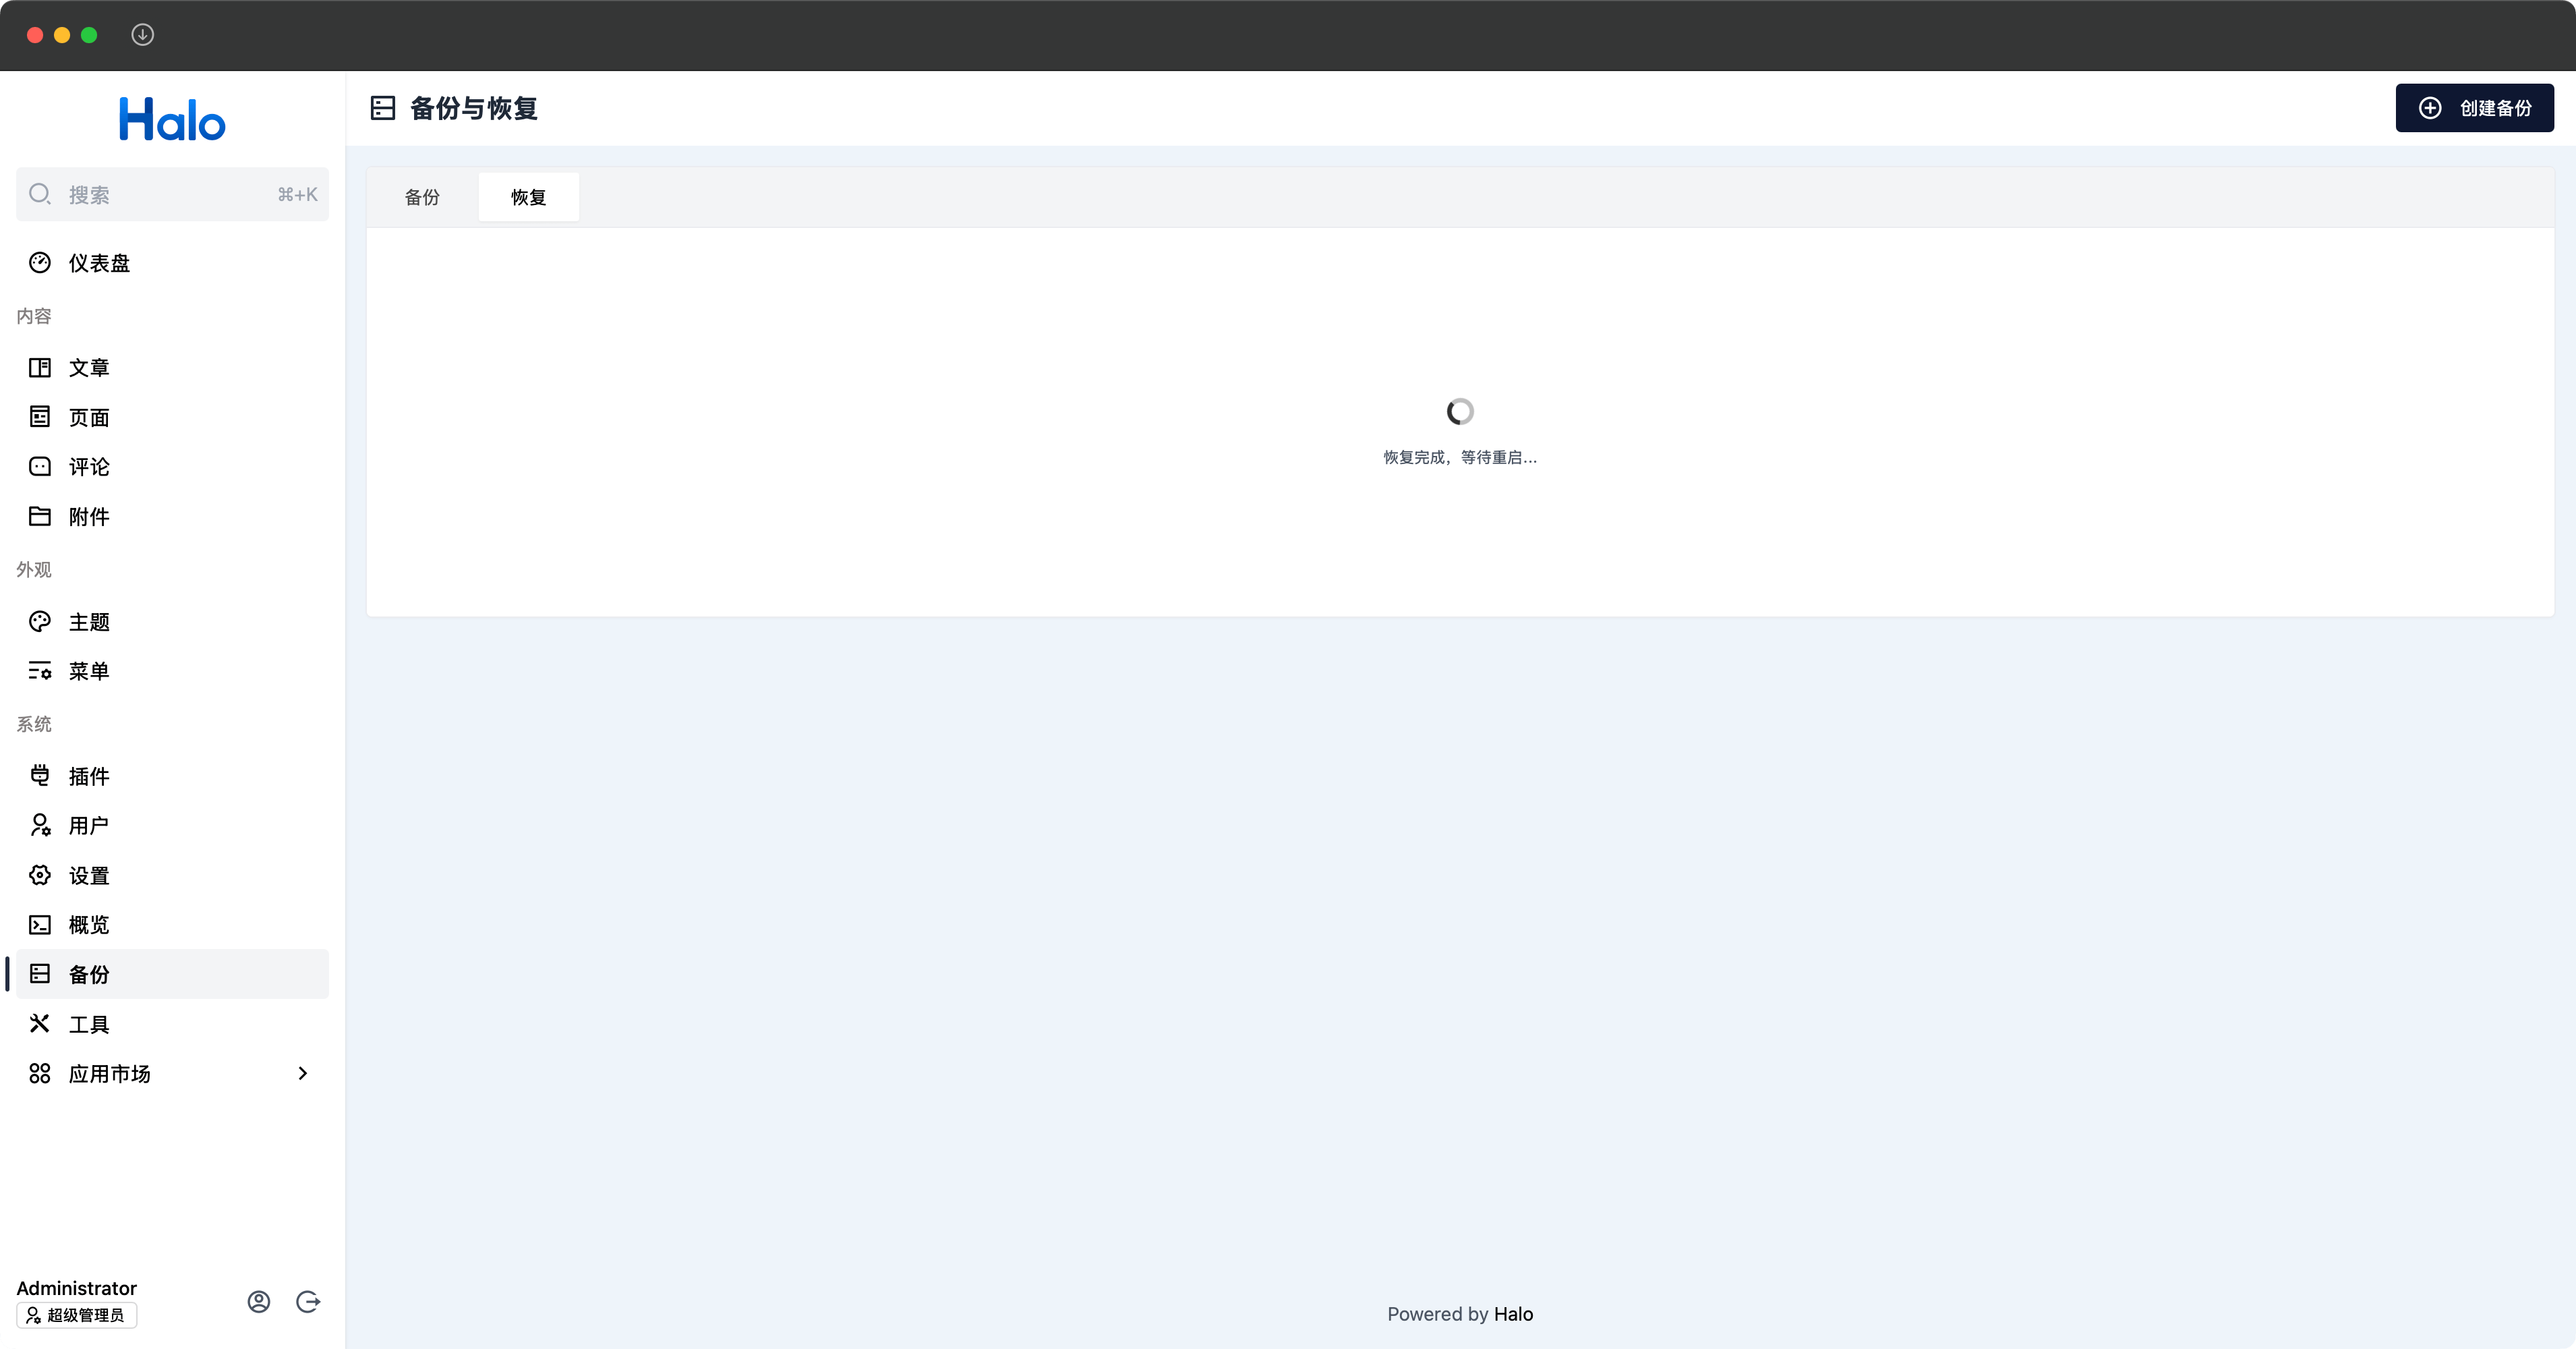 Halo
搜索 ⌘+K
仪表盘
内容
文章
页面
评论
附件
外观
主题
菜单
系统
插件
用户
设置
概览
备份
工具
应用市场
Administrator
超级管理员
备份与恢复
创建备份
备份 恢复
恢复完成，等待重启...
Powered by Halo